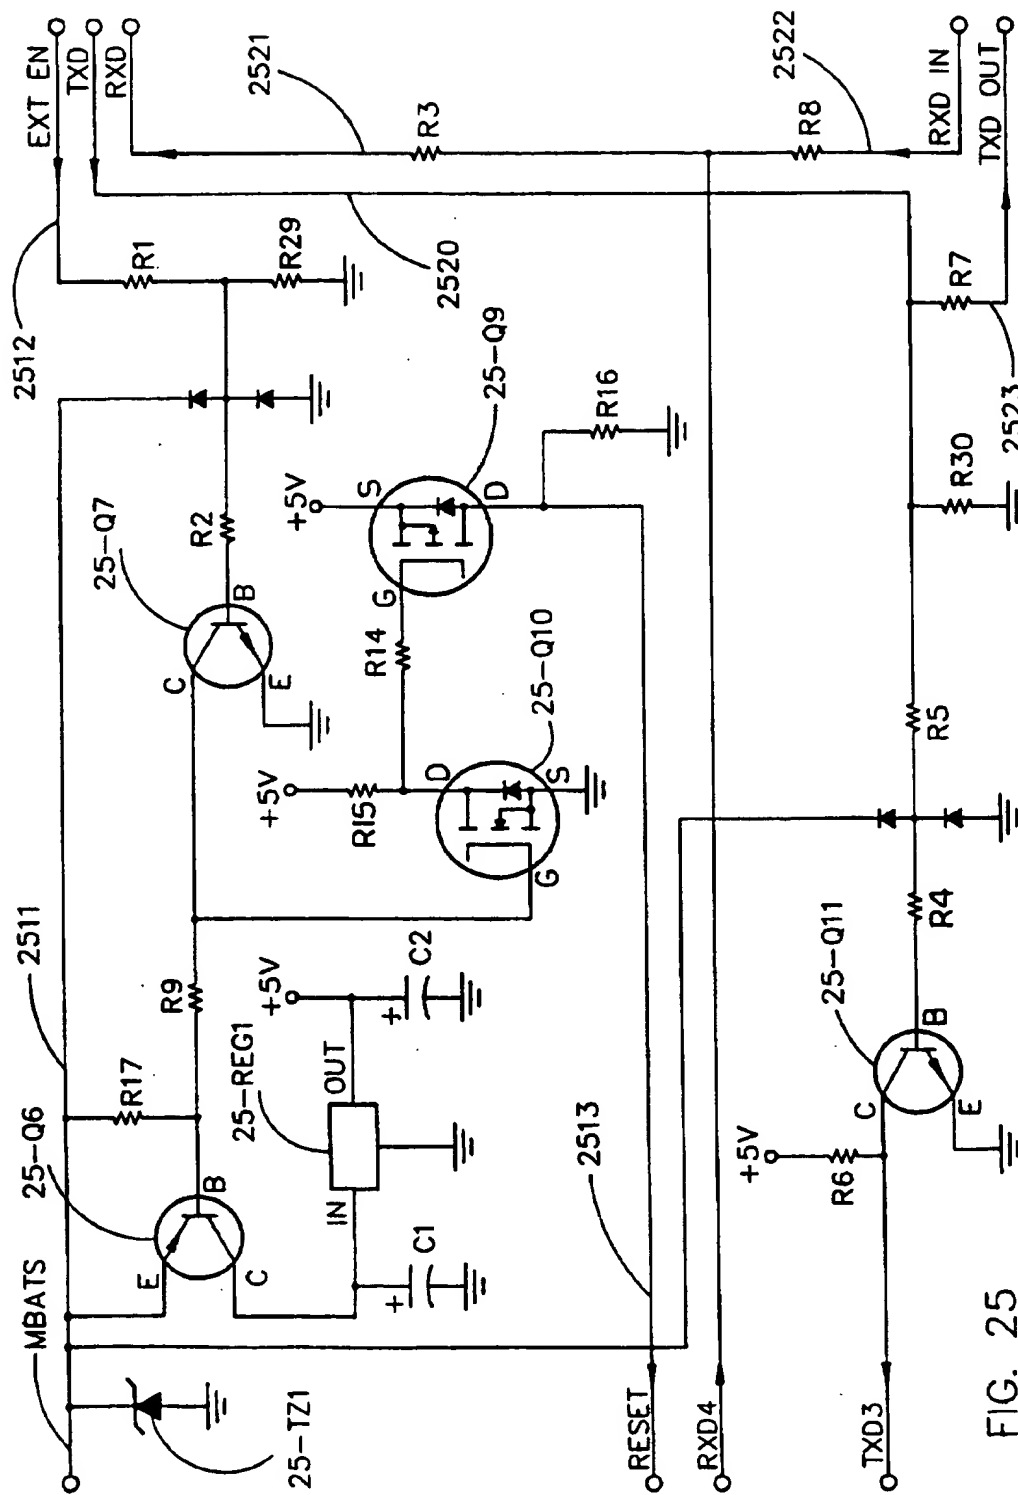 MBATS
2511
2512
EXT EN
TXD
RXD
25-Q6
E
B
C
R17
R9
25-Q7
C
B
E
R2
R1
R29
2521
2520
R3
25-TZ1
25-REG1
IN
OUT
+5V
C1
+
C2
+
+5V
R15
D
G
S
25-Q10
R14
+5V
S
G
D
25-Q9
R16
RESET
2513
RXD4
R8
2522
RXD IN
TXD OUT
TXD3
+5V
R6
C
B
E
25-Q11
R4
R5
R30
R7
2523
FIG. 25